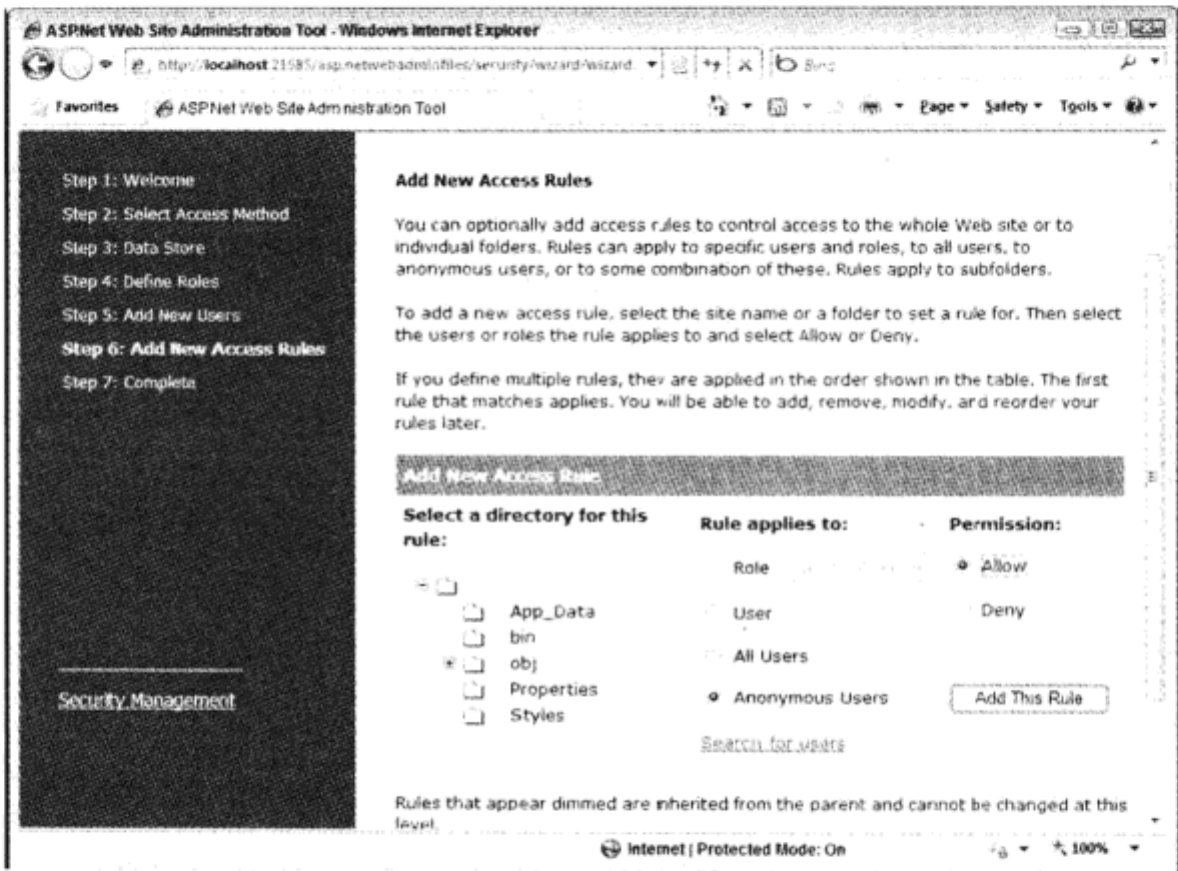 ASP.Net Web Site Administration Tool - Windows Internet Explorer
http://localhost:21585/asp.netwebadminfiles/security/wizard/wizard. Bing
Favorites ASP.Net Web Site Administration Tool Page Safety Tools
Step 1: Welcome
Step 2: Select Access Method
Step 3: Data Store
Step 4: Define Roles
Step 5: Add New Users
Step 6: Add New Access Rules
Step 7: Complete
Security Management
Add New Access Rules
You can optionally add access rules to control access to the whole Web site or to
individual folders. Rules can apply to specific users and roles, to all users, to
anonymous users, or to some combination of these. Rules apply to subfolders.
To add a new access rule, select the site name or a folder to set a rule for. Then select
the users or roles the rule applies to and select Allow or Deny.
If you define multiple rules, they are applied in the order shown in the table. The first
rule that matches applies. You will be able to add, remove, modify, and reorder your
rules later.
Add New Access Rule
Select a directory for this
rule:
App_Data
bin
obj
Properties
Styles
Rule applies to:
Role
User
All Users
Anonymous Users
Search for users
Permission:
Allow
Deny
Add This Rule
Rules that appear dimmed are inherited from the parent and cannot be changed at this
level.
Internet | Protected Mode: On 100%